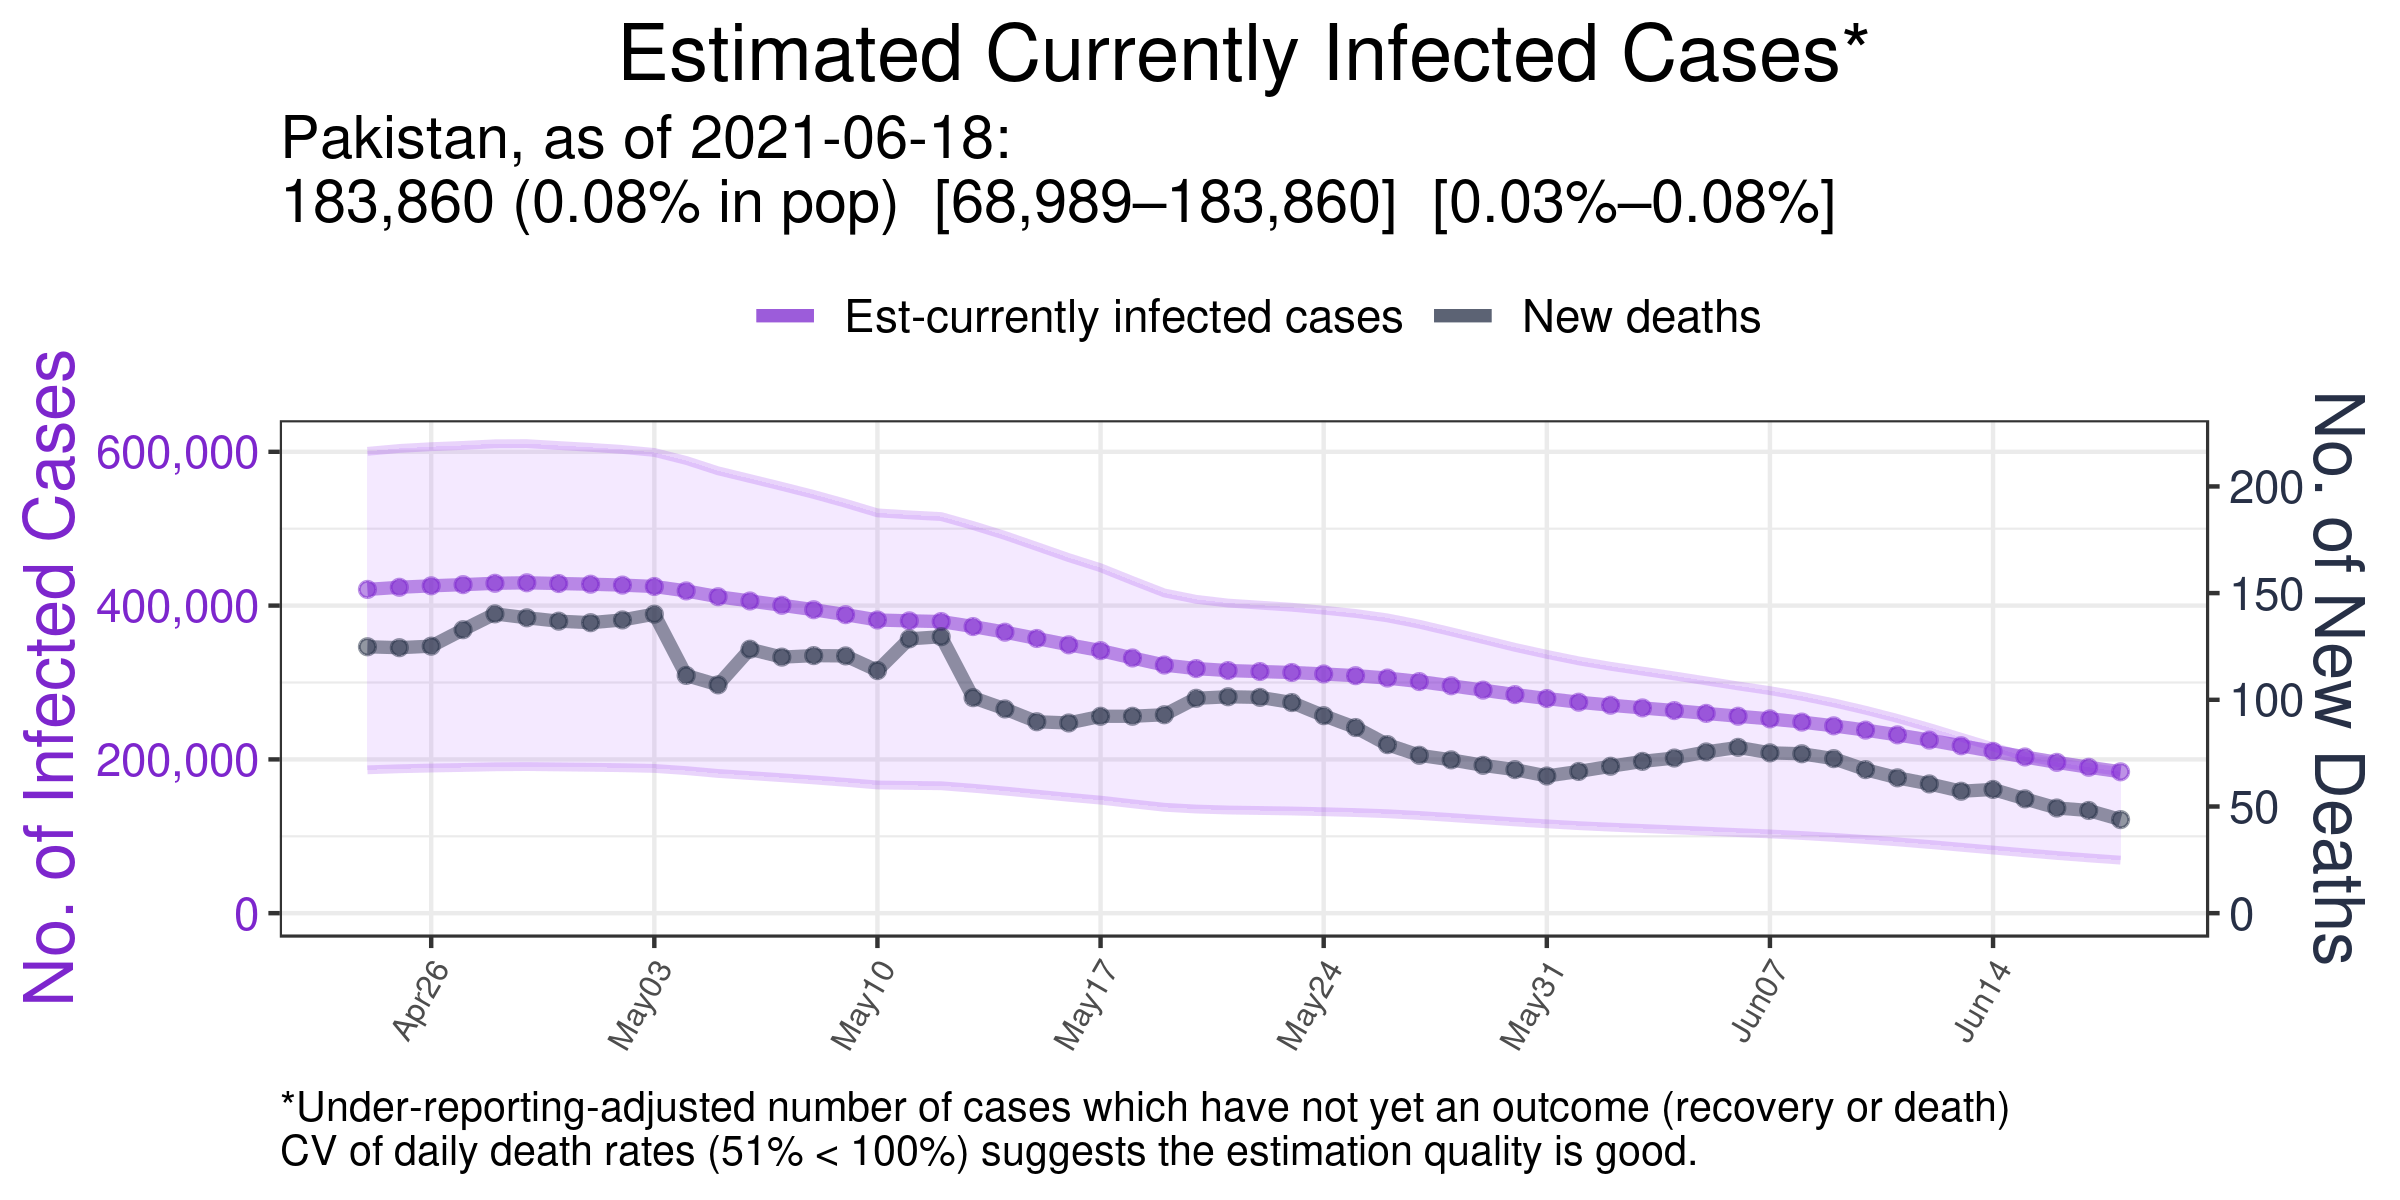 Estimated Currently Infected Cases*
Pakistan, as of 2021-06-18:
183,860 (0.08% in pop)  [68,989–183,860]  [0.03%–0.08%]
Est-currently infected cases
New deaths
No. of Infected Cases
600,000
400,000
200,000
0
200
150
100
50
0
No. of New Deaths
Apr26
May03
May10
May17
May24
May31
Jun07
Jun14
*Under-reporting-adjusted number of cases which have not yet an outcome (recovery or death)
CV of daily death rates (51% < 100%) suggests the estimation quality is good.